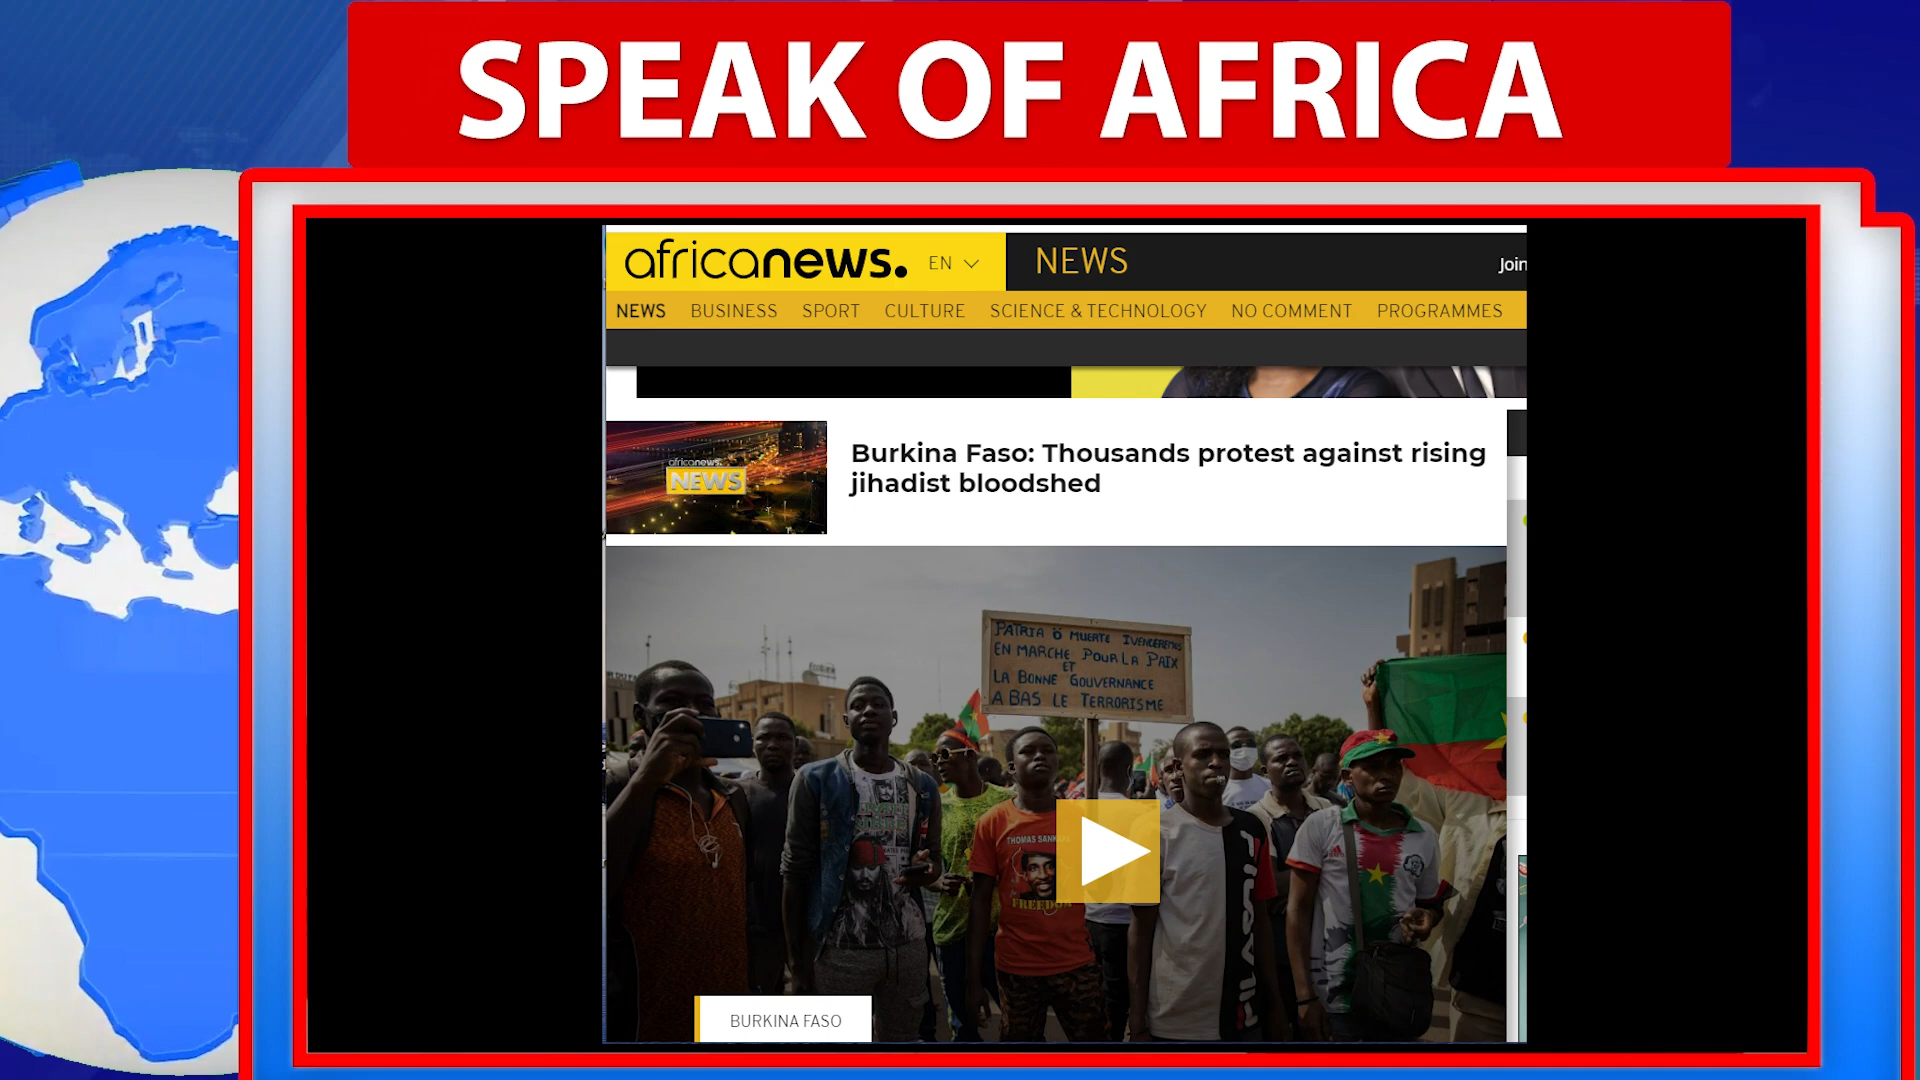 SPEAK OF AFRICA
africanews.
EN
NEWS
Join
NEWS BUSINESS SPORT CULTURE SCIENCE & TECHNOLOGY NO COMMENT PROGRAMMES
africanews.
NEWS
Burkina Faso: Thousands protest against rising
jihadist bloodshed
PATRIA Ö MUERTE IVENCEREMOS
EN MARCHE POUR LA PAIX
ET
LA BONNE GOUVERNANCE
A BAS LE TERRORISME
Ecobank
THOMAS SANKARA
FREEDOM
BURKINA FASO